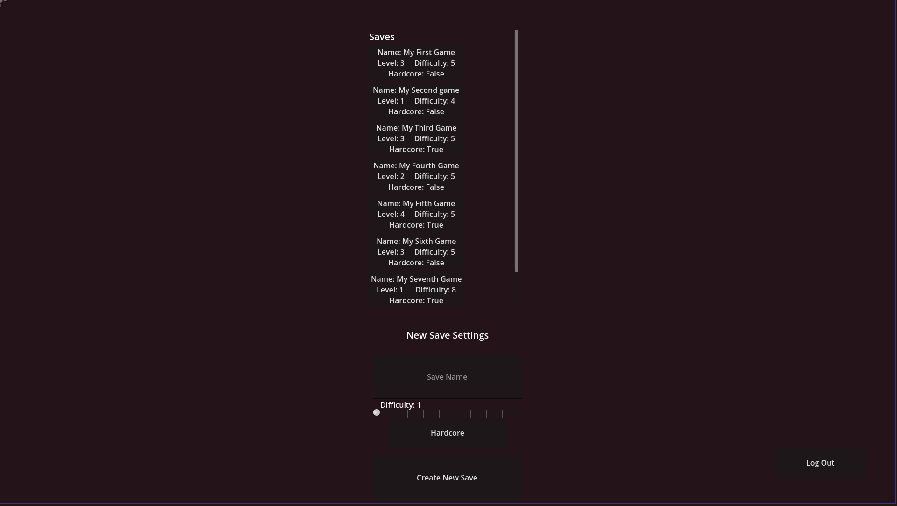 Saves
Name: My First Game
Level: 3 Difficulty: 5
Hardcore: False
Name: My Second game
Level: 1 Difficulty: 4
Hardcore: False
Name: My Third Game
Level: 3 Difficulty: 5
Hardcore: True
Name: My Fourth Game
Level: 2 Difficulty: 5
Hardcore: False
Name: My Fifth Game
Level: 4 Difficulty: 5
Hardcore: True
Name: My Sixth Game
Level: 3 Difficulty: 5
Hardcore: False
Name: My Seventh Game
Level: 1 Difficulty: 8
Hardcore: True
New Save Settings
Save Name
Difficulty: 1
Hardcore
Create New Save
Log Out